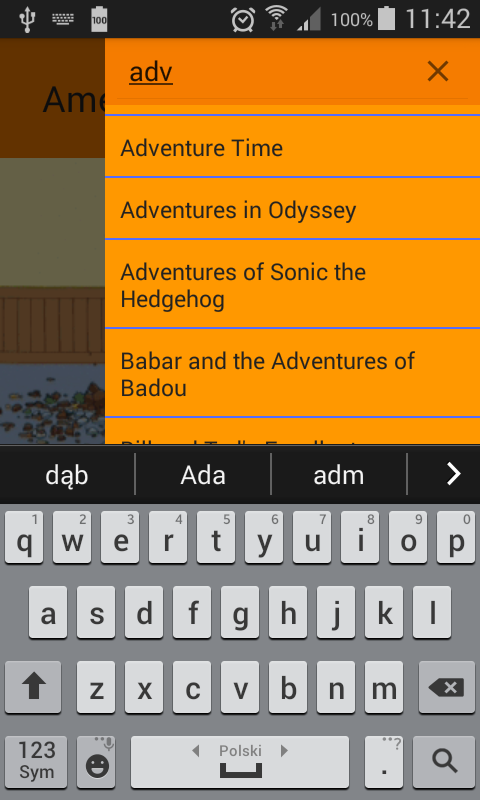 100
100% 11:42
Ame
adv
Adventure Time
Adventures in Odyssey
Adventures of Sonic the
Hedgehog
Babar and the Adventures of
Badou
dąb Ada adm
1 2 3 4 5 6 7 8 9 0
q w e r t y u i o p
a s d f g h j k l
z x c v b n m
123
Sym
Polski
. ...?